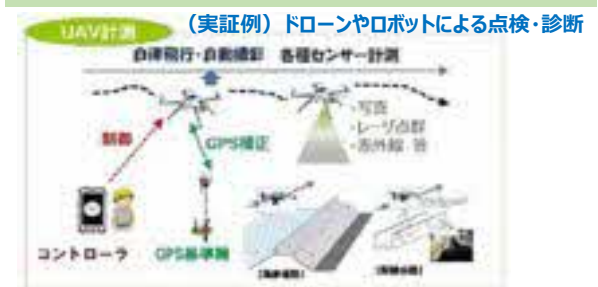 （実証例）ドローンやロボットによる点検・診断
UAV計測
自律飛行・自動撮影 各種センサー計測
制御
GPS補正
・写真
・レーザ点群
・赤外線 等
コントローラ
GPS基準局